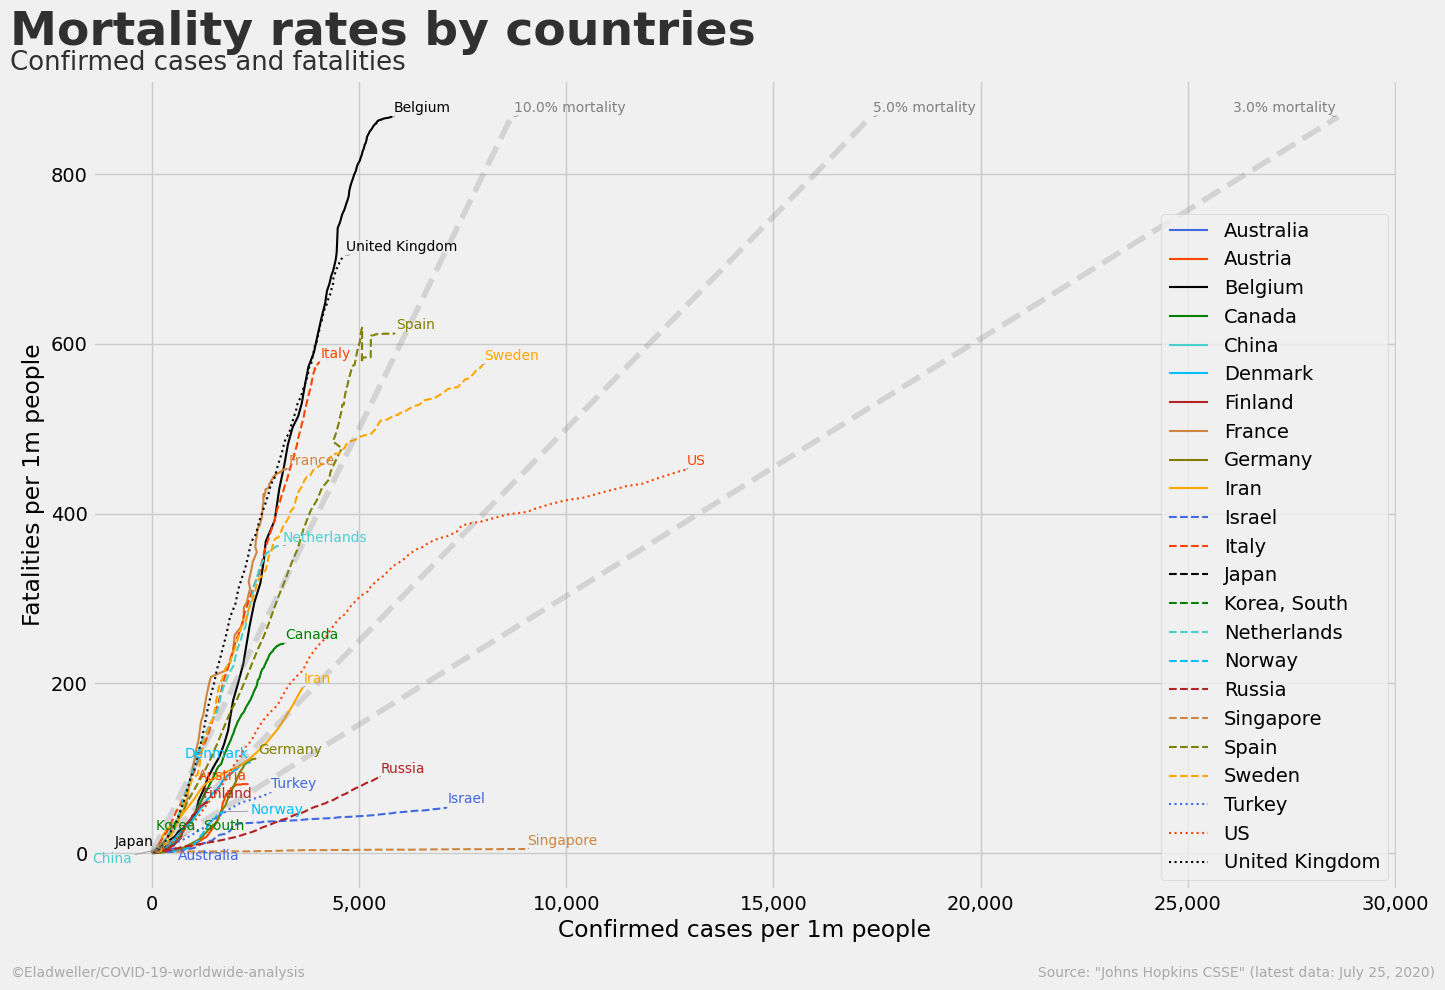 Mortality rates by countries
Confirmed cases and fatalities
Belgium
10.0% mortality
5.0% mortality
3.0% mortality
800
United Kingdom
Spain
600
Italy
Sweden
France
US
400
Netherlands
Canada
200
Iran
Denmark
Germany
Austria
Russia
Finland
Turkey
Israel
Norway
Korea, South
Japan
Singapore
0
China
Australia
Fatalities per 1m people
Australia
Austria
Belgium
Canada
China
Denmark
Finland
France
Germany
Iran
Israel
Italy
Japan
Korea, South
Netherlands
Norway
Russia
Singapore
Spain
Sweden
Turkey
US
United Kingdom
0 5,000 10,000 15,000 20,000 25,000 30,000
Confirmed cases per 1m people
©Eladweller/COVID-19-worldwide-analysis
Source: "Johns Hopkins CSSE" (latest data: July 25, 2020)